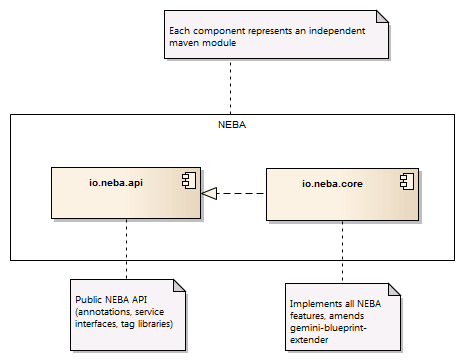 Each component represents an independent
maven module
NEBA
io.neba.api
io.neba.core
Public NEBA API
(annotations, service
interfaces, tag libraries)
Implements all NEBA
features, amends
gemini-blueprint-
extender